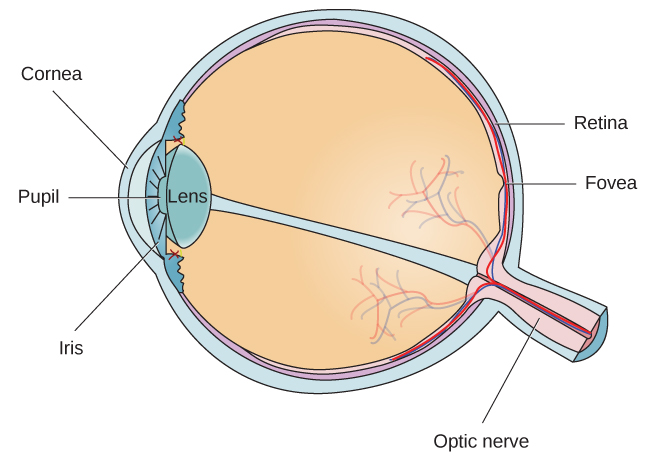 Cornea
Retina
Fovea
Pupil
Lens
Iris
Optic nerve